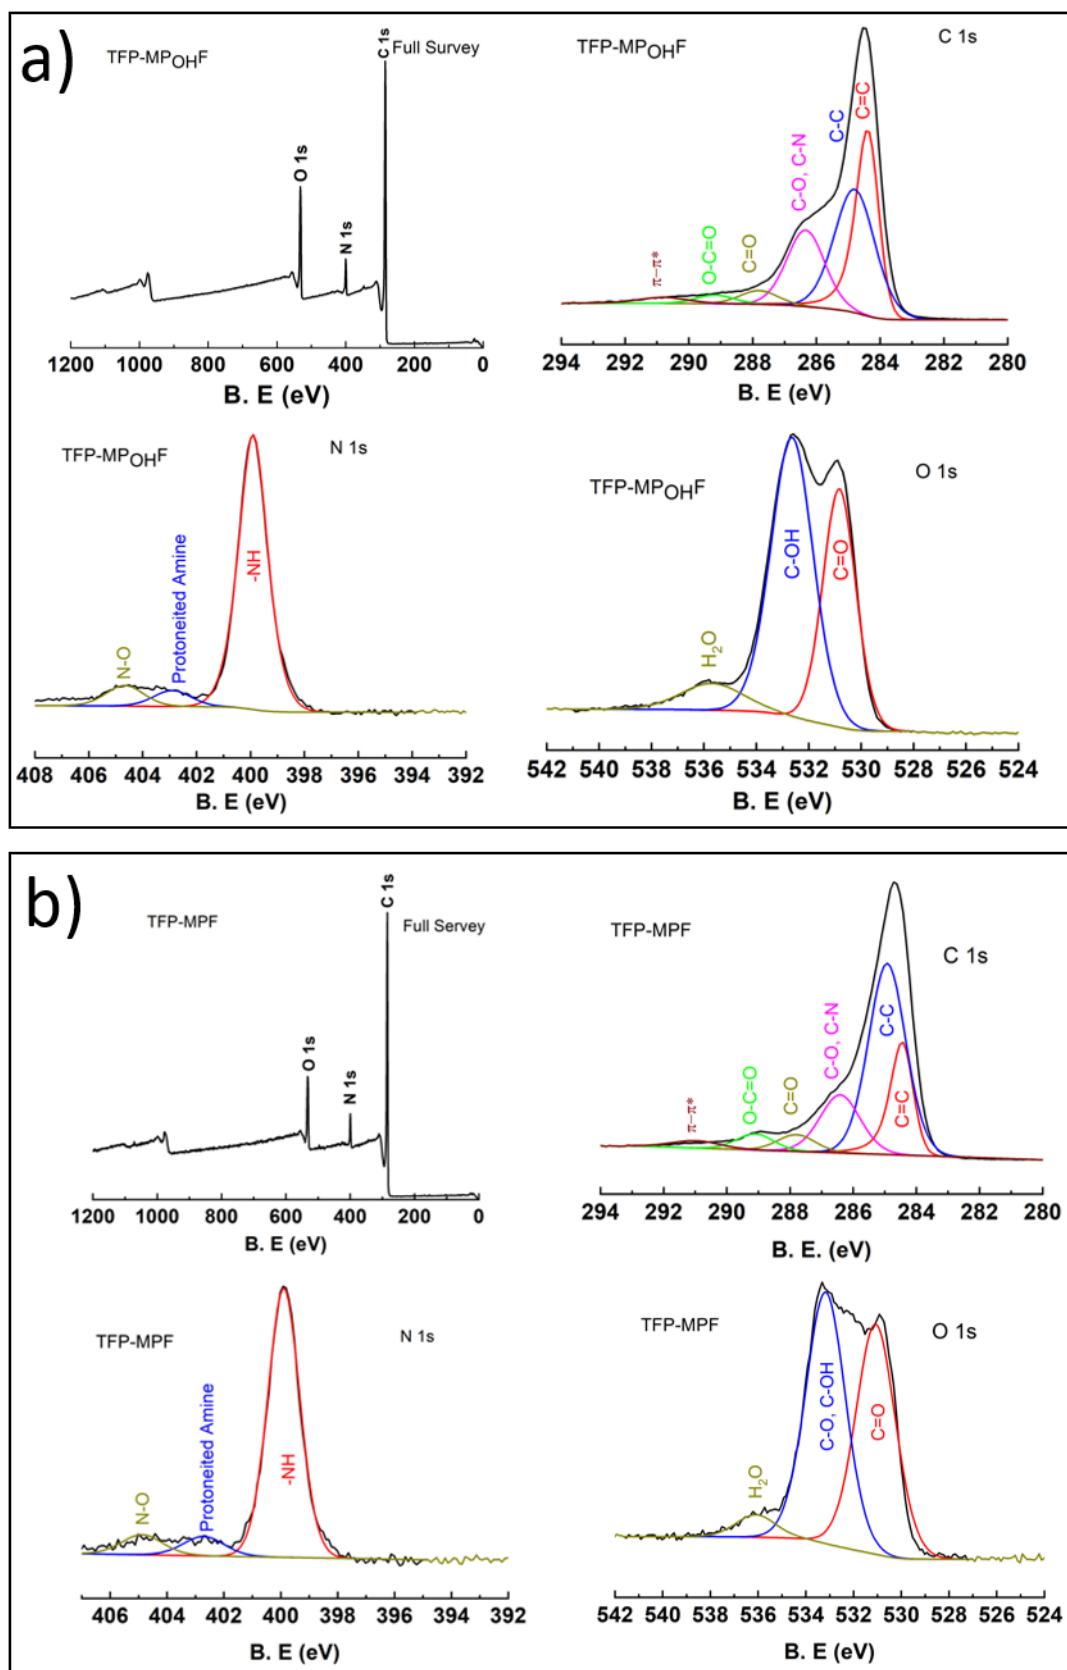 a)
TFP-MPOHF
Full Survey
C 1s
O 1s
N 1s
1200 1000 800 600 400 200 0
B. E (eV)
TFP-MPOHF
C 1s
π-π*
O-C=O
C=O
C-O, C-N
C-C
C=C
294 292 290 288 286 284 282 280
B. E (eV)
TFP-MPOHF
N 1s
N-O
Protoneited Amine
-NH
408 406 404 402 400 398 396 394 392
B. E (eV)
TFP-MPOHF
O 1s
H2O
C-OH
C=O
542 540 538 536 534 532 530 528 526 524
B. E (eV)
b)
TFP-MPF
Full Servey
C 1s
O 1s
N 1s
1200 1000 800 600 400 200 0
B. E (eV)
TFP-MPF
C 1s
π-π*
O-C=O
C=O
C-O, C-N
C-C
C=C
294 292 290 288 286 284 282 280
B. E. (eV)
TFP-MPF
N 1s
N-O
Protoneited Amine
-NH
406 404 402 400 398 396 394 392
B. E (eV)
TFP-MPF
O 1s
H2O
C-O, C-OH
C=O
542 540 538 536 534 532 530 528 526 524
B. E (eV)